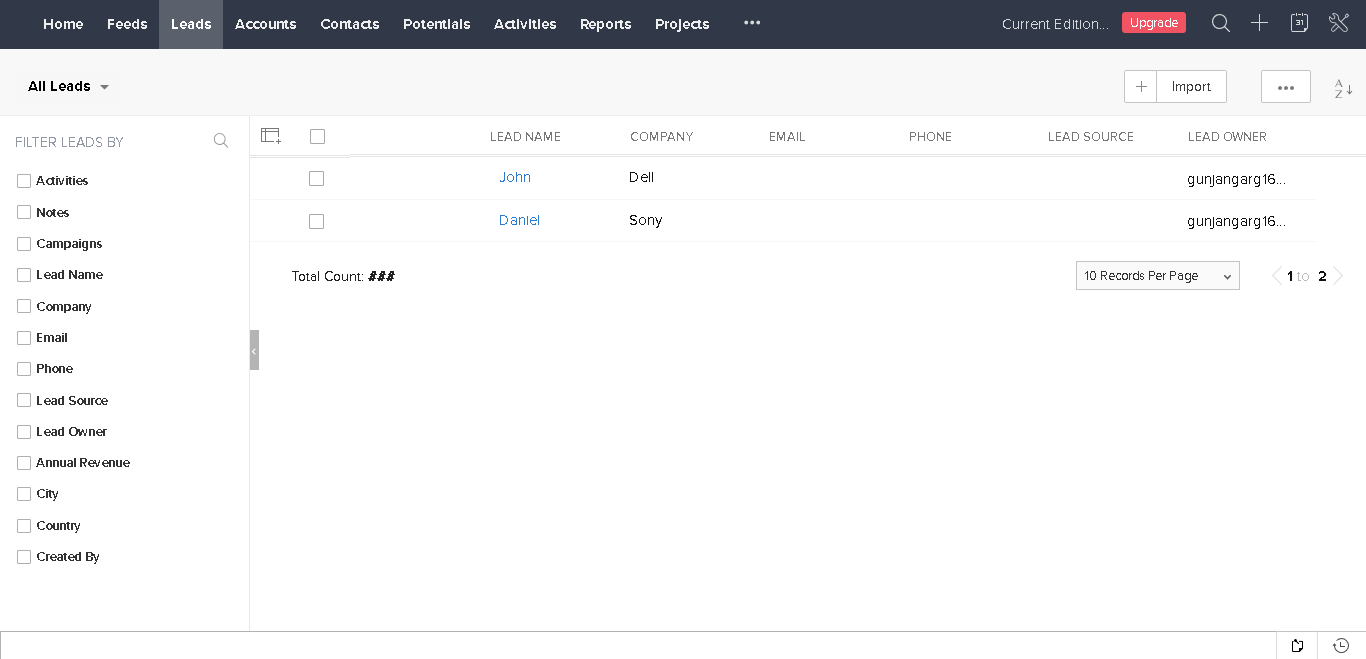 Home Feeds Leads Accounts Contacts Potentials Activities Reports Projects ••• Current Edition... Upgrade 31
All Leads + Import ••• A Z
FILTER LEADS BY LEAD NAME COMPANY EMAIL PHONE LEAD SOURCE LEAD OWNER
Activities John Dell gunjangarg16...
Notes Daniel Sony gunjangarg16...
Campaigns
Lead Name Total Count: ### 10 Records Per Page 1 to 2
Company
Email
Phone
Lead Source
Lead Owner
Annual Revenue
City
Country
Created By